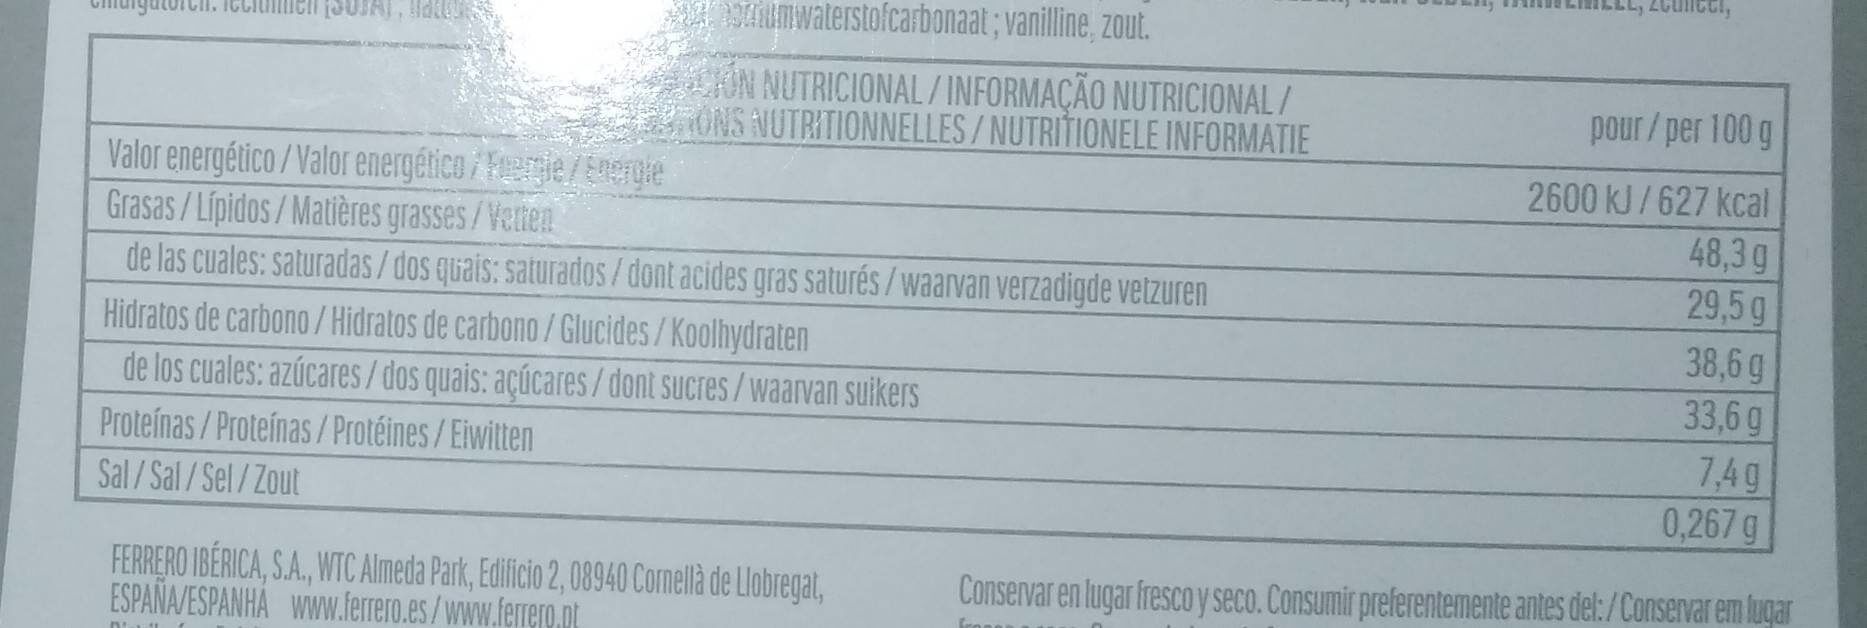 waterstofcarbonaat ; vanilline, zout.
NUTRICIONAL / INFORMAÇÃO NUTRICIONAL /
NUTRITIONNELLES / NUTRITIONELE INFORMATIE
pour / per 100 g
Valor energético / Valor energético / Énergie / Energie
2600 kJ / 627 kcal
Grasas / Lípidos / Matières grasses / Vetten
48,3 g
de las cuales: saturadas / dos quais: saturados / dont acides gras saturés / waarvan verzadigde vetzuren
29,5 g
Hidratos de carbono / Hidratos de carbono / Glucides / Koolhydraten
38,6 g
de los cuales: azúcares / dos quais: açúcares / dont sucres / waarvan suikers
33,6 g
Proteínas / Proteínas / Protéines / Eiwitten
7,4 g
Sal / Sal / Sel / Zout
0,267 g
FERRERO IBÉRICA, S.A., WTC Almeda Park, Edificio 2, 08940 Cornellà de Llobregat,
ESPAÑA/ESPANHA www.ferrero.es / www.ferrero.pt
Conservar en lugar fresco y seco. Consumir preferentemente antes del: / Conservar em lugar